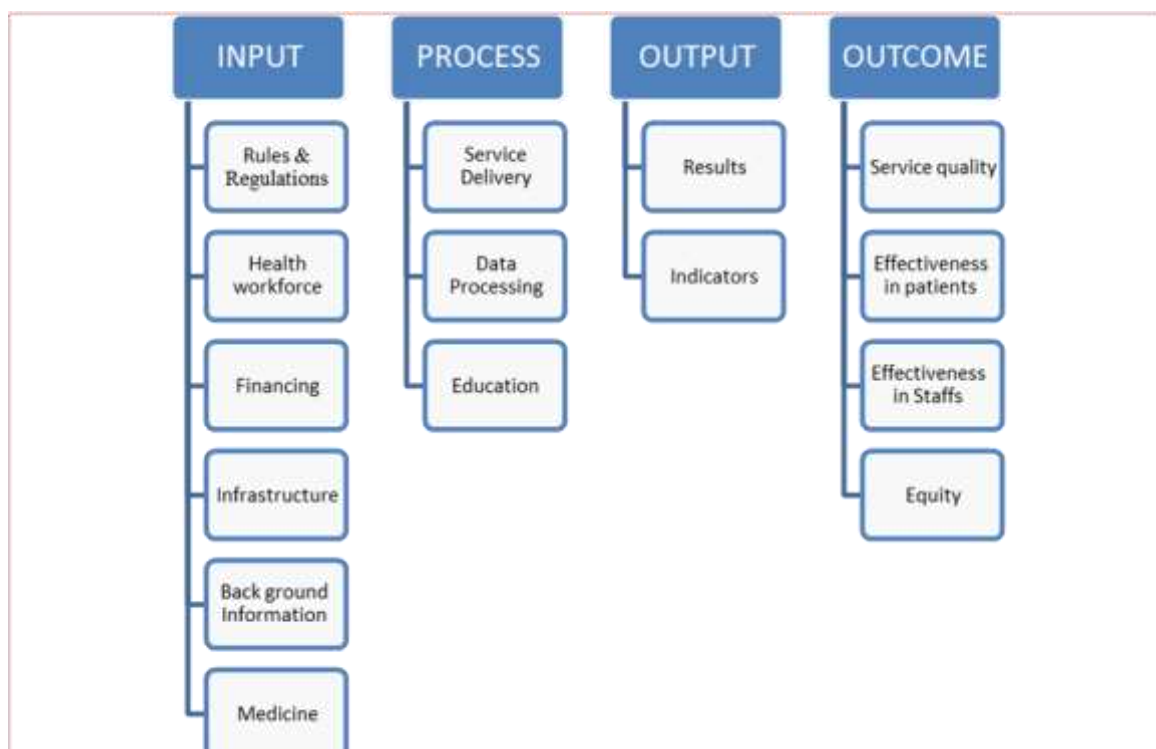 INPUT
Rules &
Regulations
Health
workforce
Financing
Infrastructure
Back ground
Information
Medicine
PROCESS
Service
Delivery
Data
Processing
Education
OUTPUT
Results
Indicators
OUTCOME
Service quality
Effectiveness
in patients
Effectiveness
in Staffs
Equity